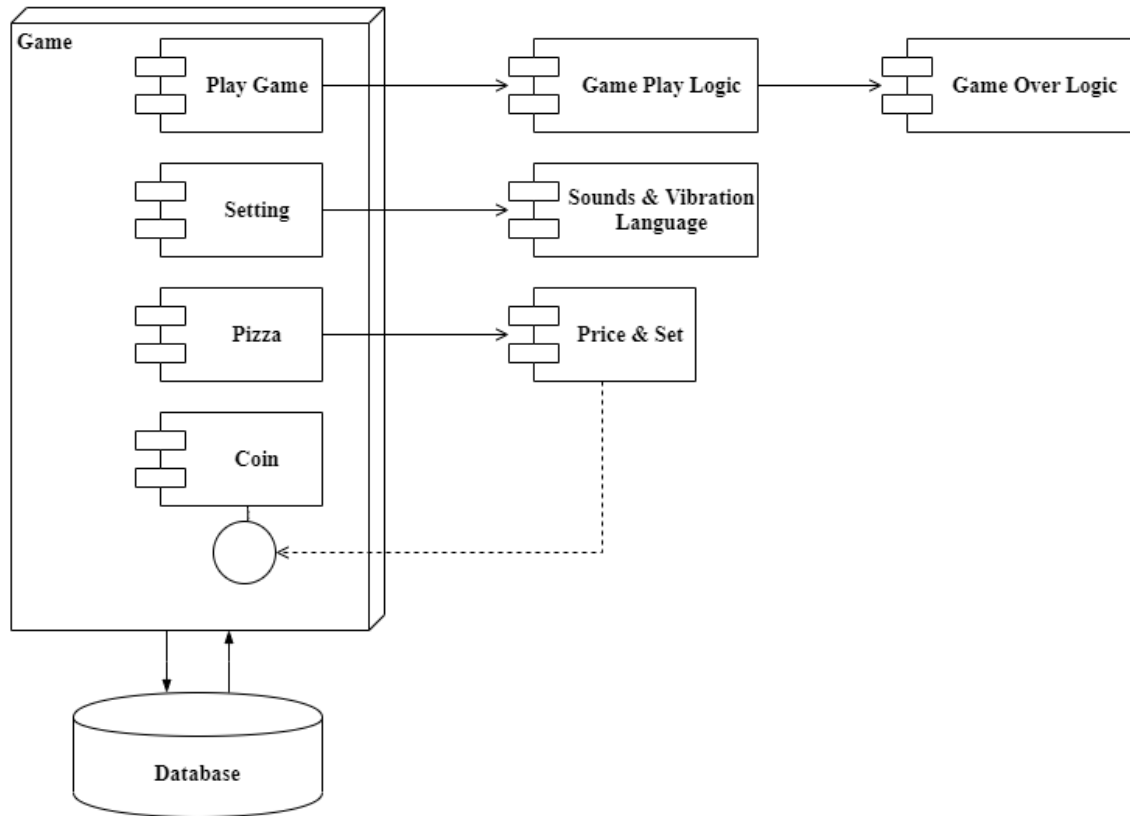 Game
Play Game
Game Play Logic
Game Over Logic
Setting
Sounds & Vibration
Language
Pizza
Price & Set
Coin
Database